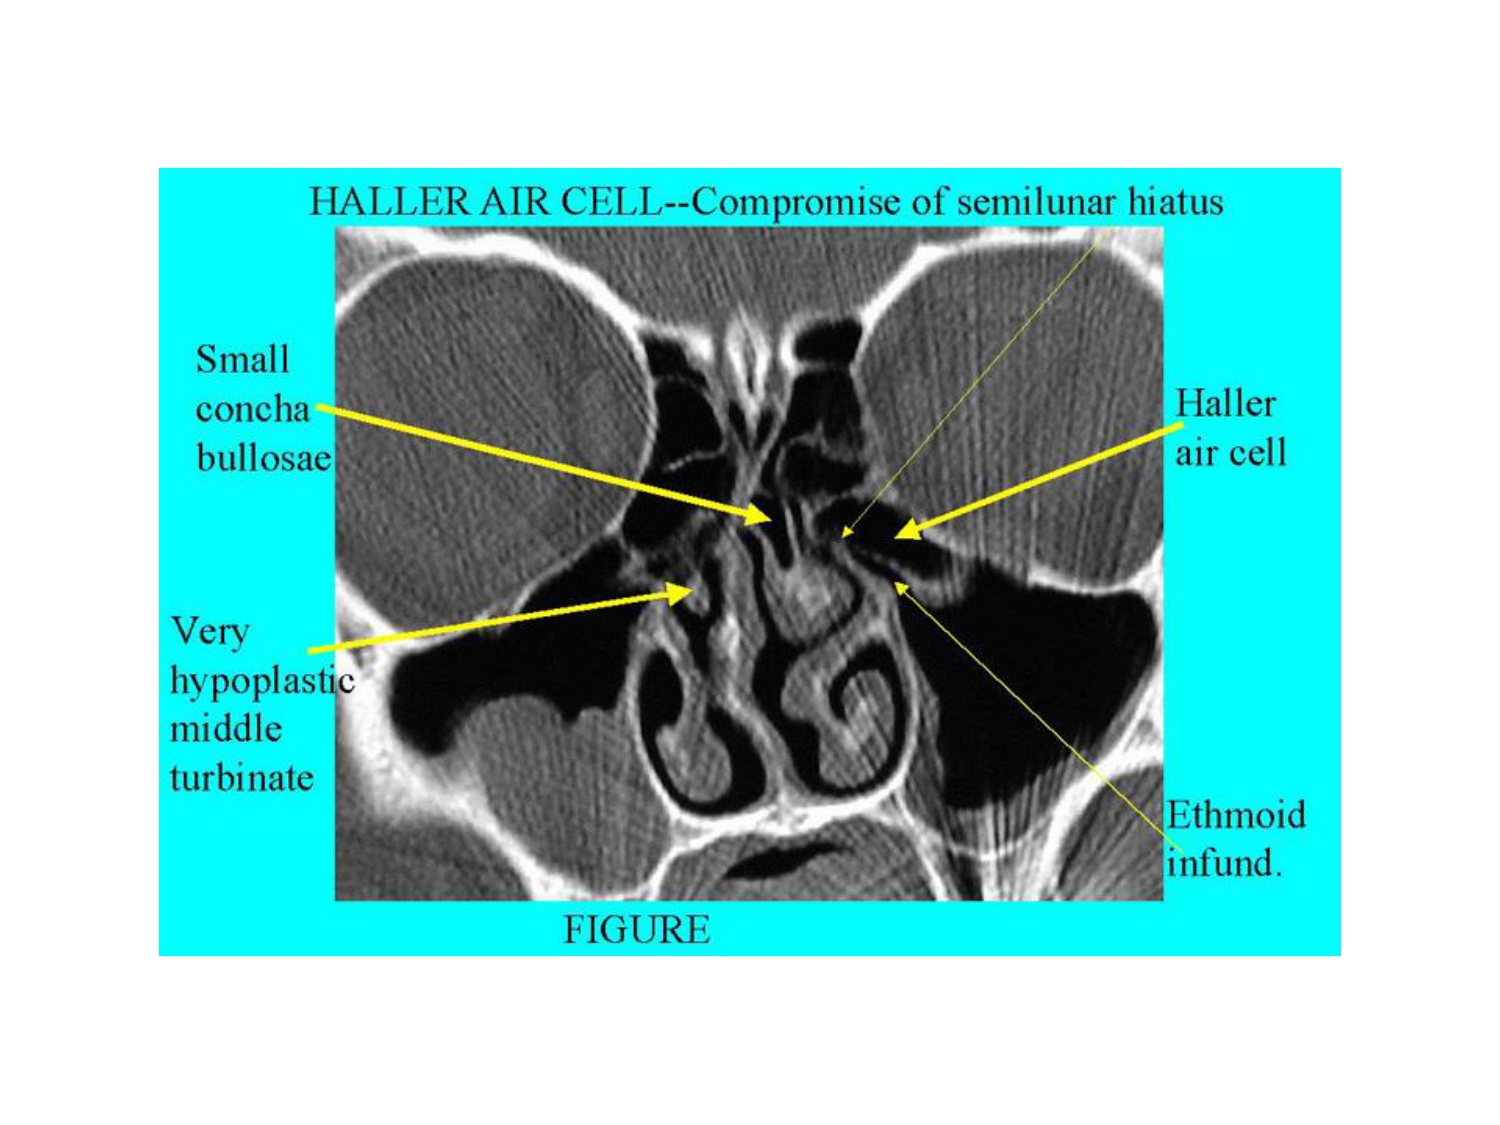 HALLER AIR CELL--Compromise of semilunar hiatus
Small
concha
bullosae
Haller
air cell
Very
hypoplastic
middle
turbinate
Ethmoid
infund.
FIGURE